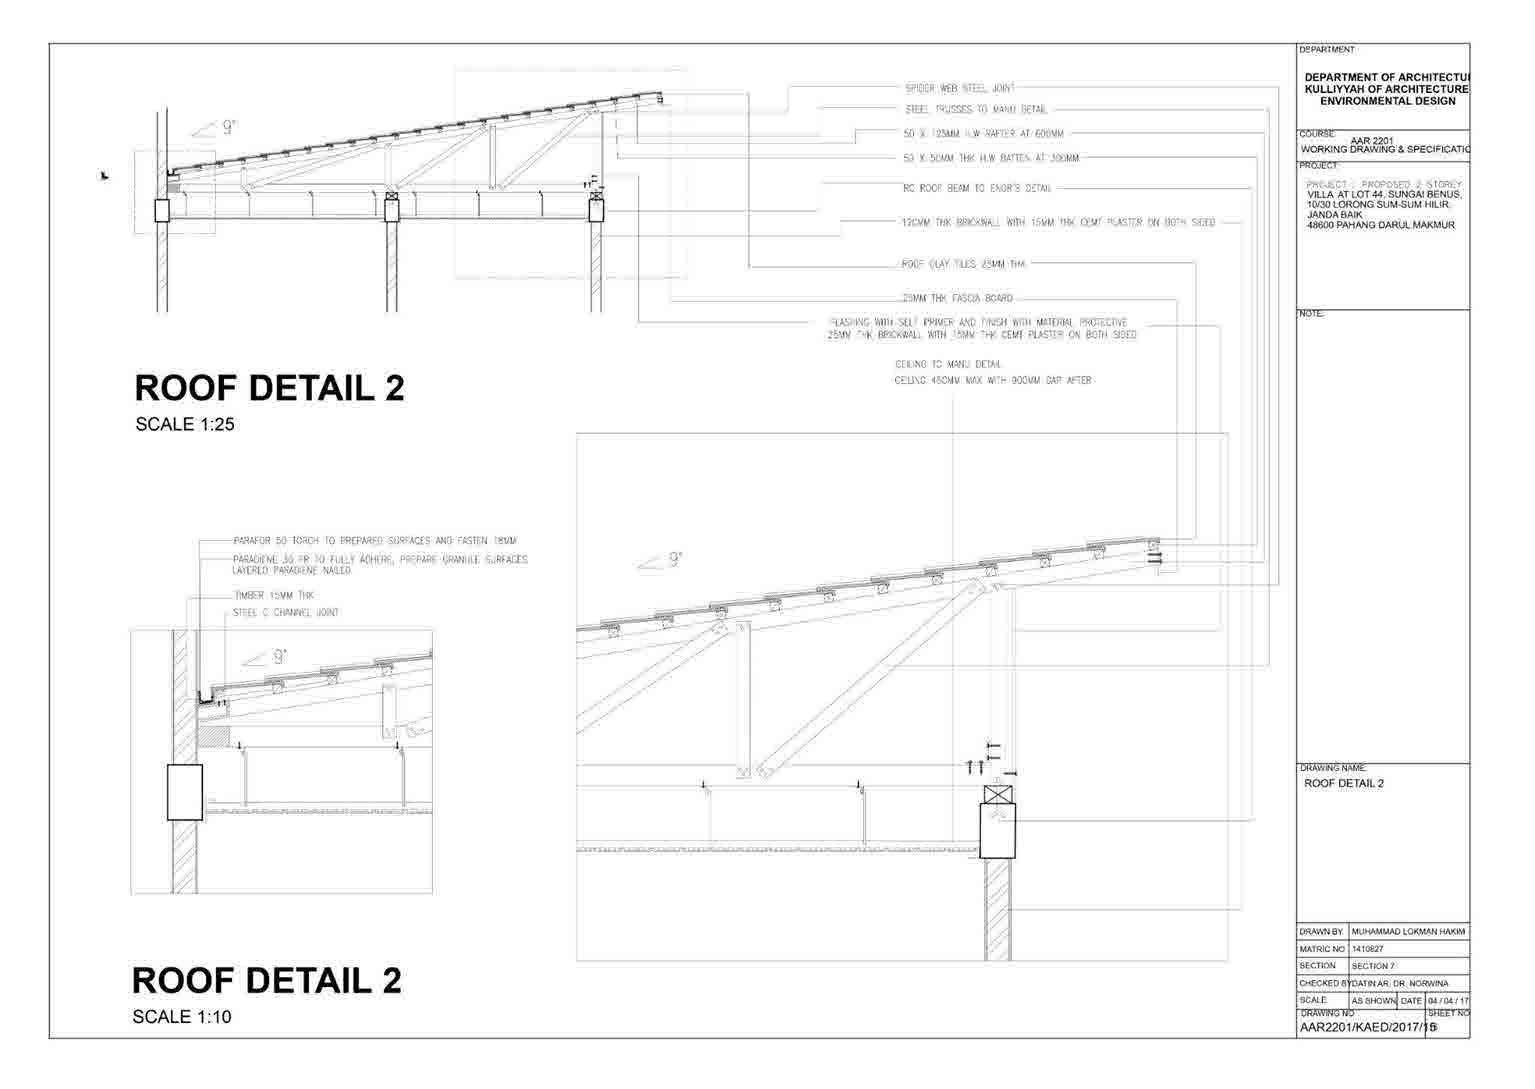 9°
SPIDER WEB STEEL JOINT
STEEL TRUSSES TO MANU DETAIL
50 X 125MM H.W RAFTER AT 600MM
50 X 50MM THK H.W BATTEN AT 300MM
RC ROOF BEAM TO ENGR'S DETAIL
THK BRICKWALL WITH 15MM THK CEMT PLASTER ON BOTH SIDED
ROOF CLAY TILES 25MM THK
25MM THK FASCIA BOARD
FLASHING WITH SELF PRIMER AND FINISH WITH MATERIAL PROTECTIVE
25MM THK BRICKWALL WITH 15MM THK CEMT PLASTER ON BOTH SIDED
CEILING TO MANU DETAIL
CEILING 450MM MAX WITH 900MM GAP AFTER
ROOF DETAIL 2
SCALE 1:25
PARAFOR 50 TORCH TO PREPARED SURFACES AND FASTEN 18MM
PARADIENE 30 FR TO FULLY ADHERE, PREPARE GRANULE SURFACES
LAYERED PARADIENE NAILED
TIMBER 15MM THK
STEEL C CHANNEL JOINT
9°
9°
ROOF DETAIL 2
SCALE 1:10
DEPARTMENT
DEPARTMENT OF ARCHITECTU
KULLIYYAH OF ARCHITECTURE
ENVIRONMENTAL DESIGN
COURSE:
AAR 2201
WORKING DRAWING & SPECIFICATIO
PROJECT:
PROJECT : PROPOSED 2 STOREY
VILLA AT LOT 44, SUNGAI BENUS,
10/30 LORONG SUM-SUM HILIR,
JANDA BAIK
48600 PAHANG DARUL MAKMUR
NOTE:
DRAWING NAME:
ROOF DETAIL 2
DRAWN BY MUHAMMAD LOKMAN HAKIM
MATRIC NO 1410827
SECTION SECTION 7
CHECKED BY DATIN AR. DR. NORWINA
SCALE AS SHOWN DATE 04 / 04 / 17
DRAWING NO SHEET NO
AAR2201/KAED/2017/15